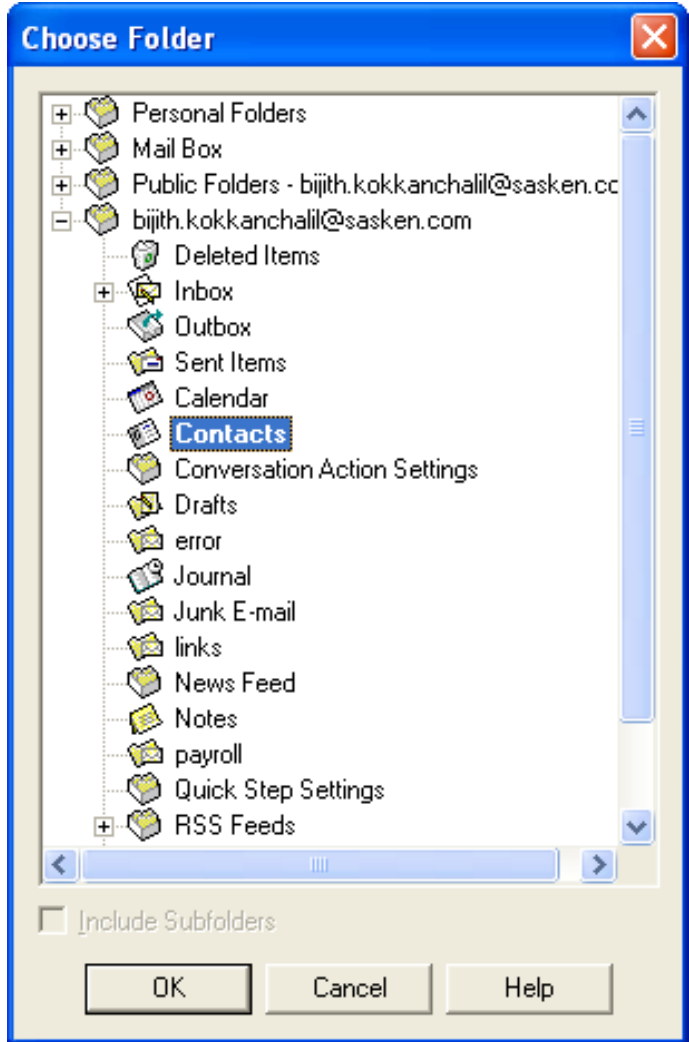 Choose Folder
Personal Folders
Mail Box
Public Folders - bijith.kokkanchalil@sasken.cc
bijith.kokkanchalil@sasken.com
Deleted Items
Inbox
Outbox
Sent Items
Calendar
Contacts
Conversation Action Settings
Drafts
error
Journal
Junk E-mail
links
News Feed
Notes
payroll
Quick Step Settings
RSS Feeds
Include Subfolders
OK Cancel Help